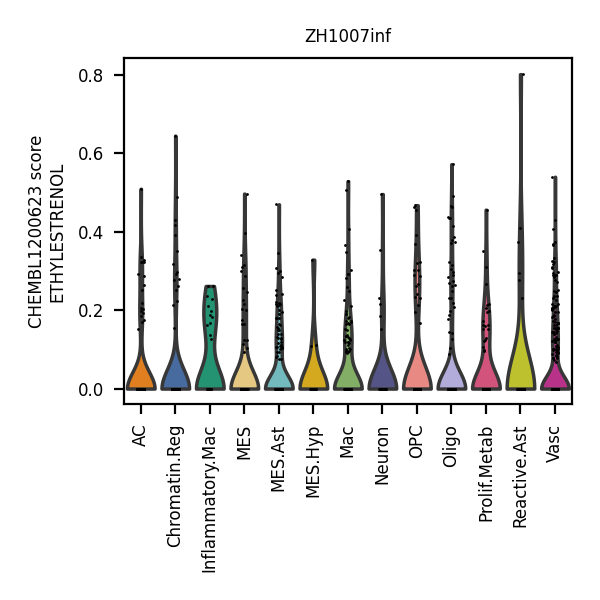 ZH1007inf
CHEMBL1200623 score
ETHYLESTRENOL
0.8
0.6
0.4
0.2
0.0
AC
Chromatin.Reg
Inflammatory.Mac
MES
MES.Ast
MES.Hyp
Mac
Neuron
OPC
Oligo
Prolif.Metab
Reactive.Ast
Vasc